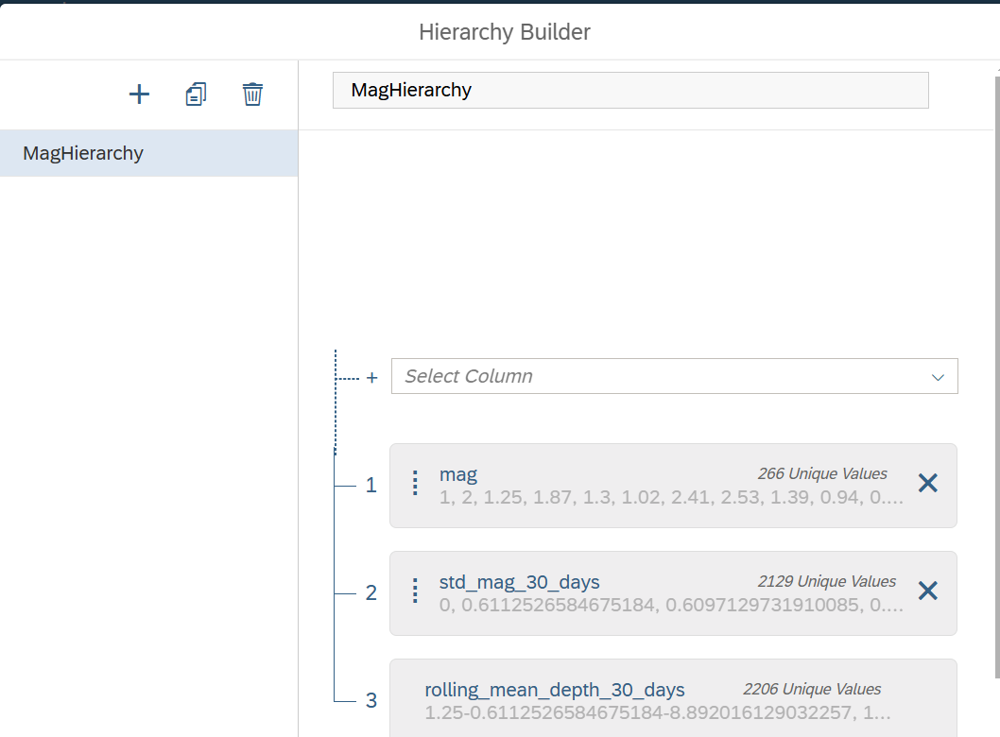 Hierarchy Builder
MagHierarchy
MagHierarchy
+ Select Column
1 mag 266 Unique Values
1, 2, 1.25, 1.87, 1.3, 1.02, 2.41, 2.53, 1.39, 0.94, 0....
2 std_mag_30_days 2129 Unique Values
0, 0.6112526584675184, 0.6097129731910085, 0....
3 rolling_mean_depth_30_days 2206 Unique Values
1.25-0.6112526584675184-8.892016129032257, 1...